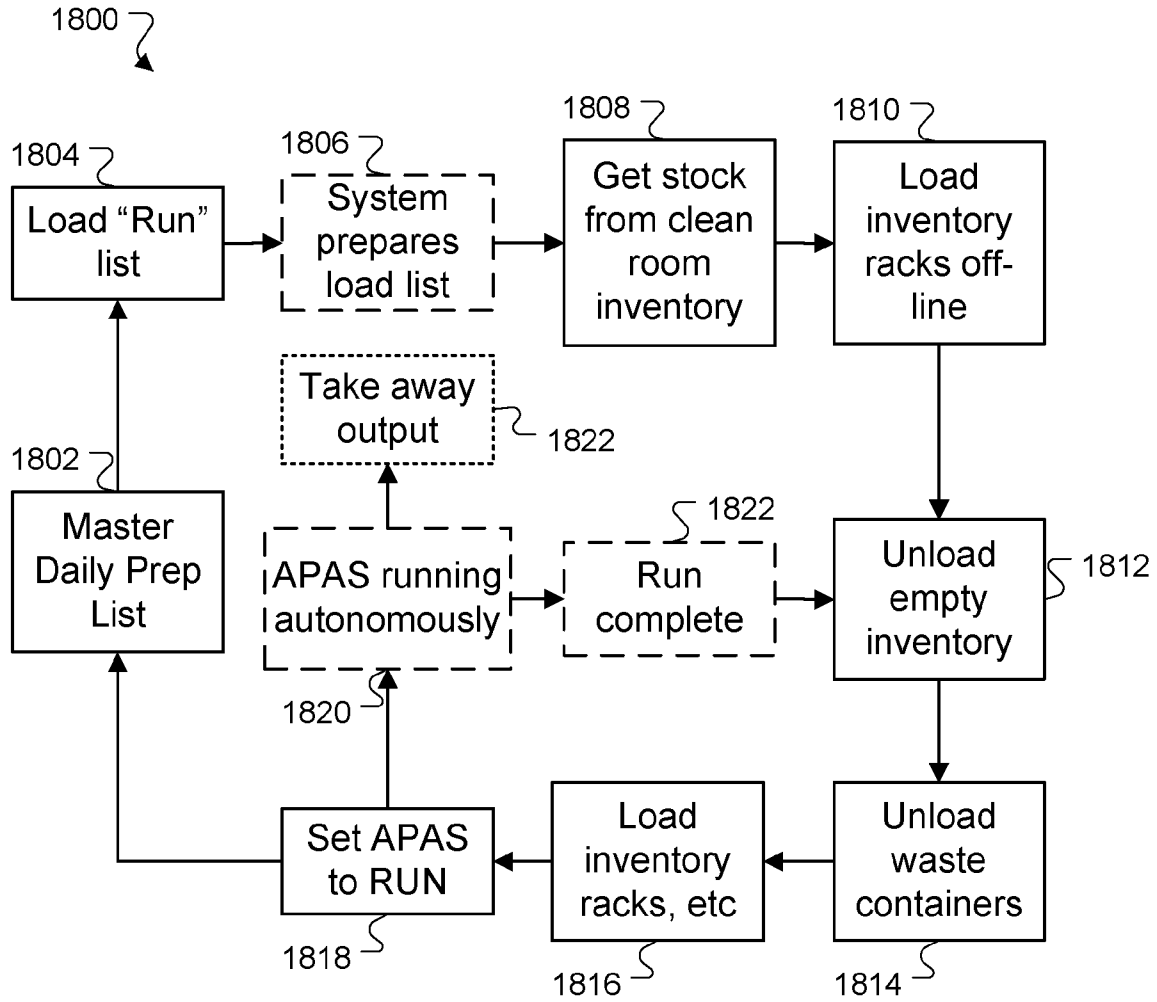 1800
1804
Load “Run”
list
1806
System
prepares
load list
1808
Get stock
from clean
room
inventory
1810
Load
inventory
racks off-
line
Take away
output
1822
1802
Master
Daily Prep
List
APAS running
autonomously
1820
1822
Run
complete
Unload
empty
inventory
1812
Set APAS
to RUN
1818
Load
inventory
racks, etc
1816
Unload
waste
containers
1814